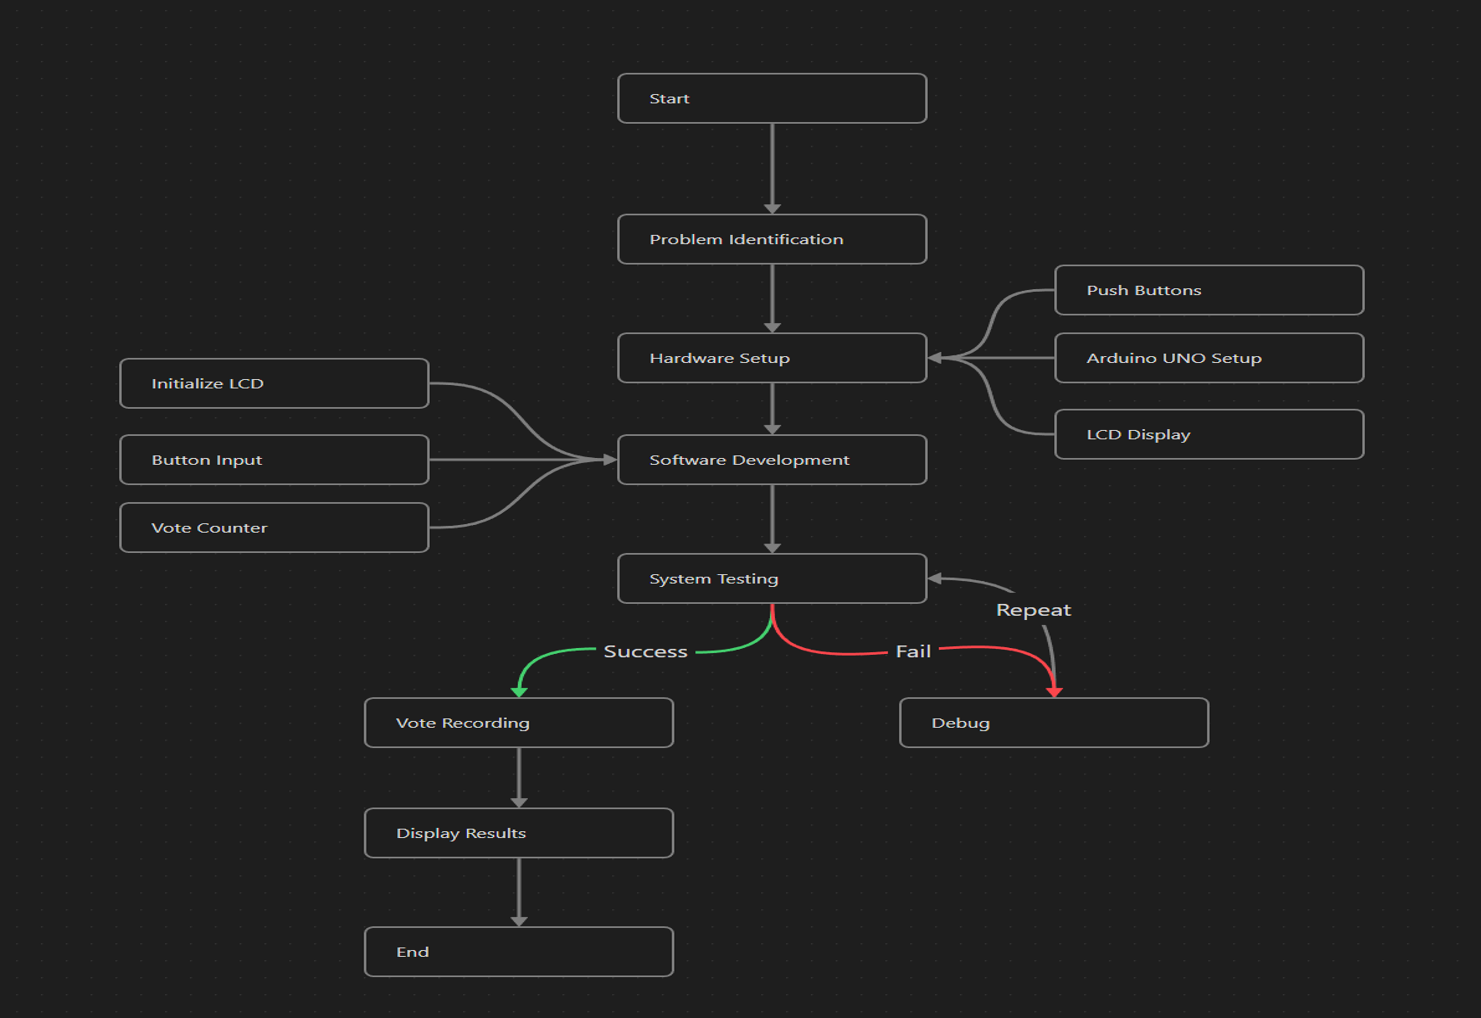 Start
Problem Identification
Push Buttons
Hardware Setup
Arduino UNO Setup
Initialize LCD
LCD Display
Button Input
Software Development
Vote Counter
System Testing
Repeat
Success
Fail
Vote Recording
Debug
Display Results
End